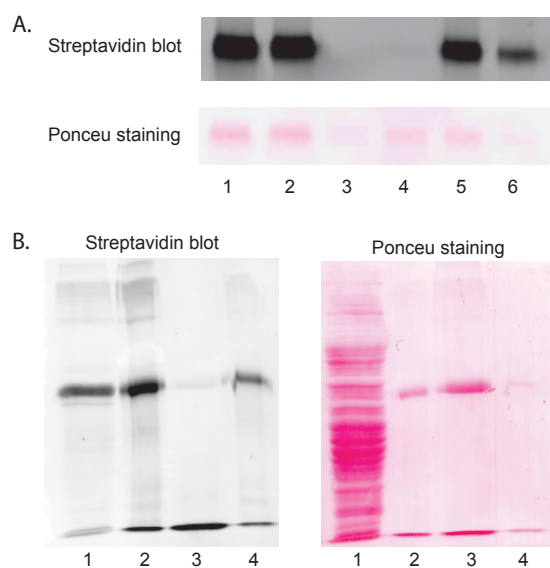 A.
Streptavidin blot
Ponceu staining
1 2 3 4 5 6
B.
Streptavidin blot Ponceu staining
1 2 3 4 1 2 3 4